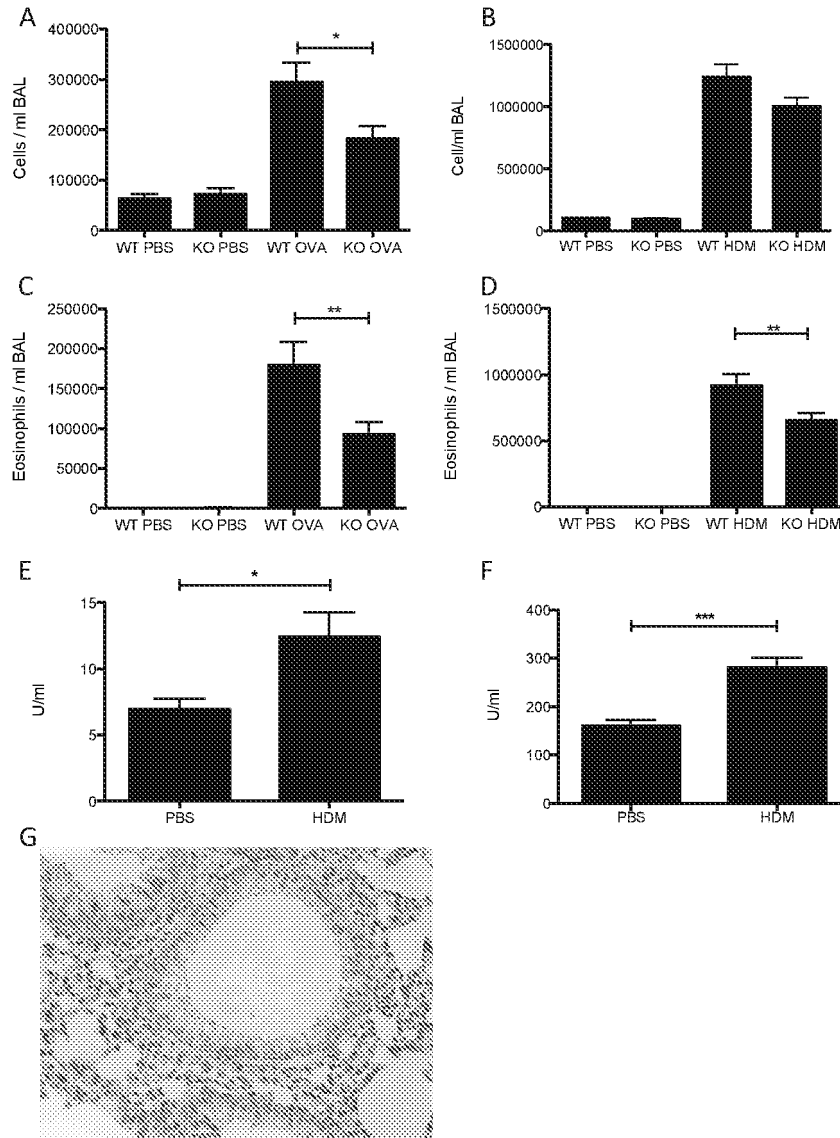 A
Cells / ml BAL
400000
300000
200000
100000
0
*
WT PBS KO PBS WT OVA KO OVA
B
Cell/ml BAL
1500000
1000000
500000
0
WT PBS KO PBS WT HDM KO HDM
C
Eosinophils / ml BAL
250000
200000
150000
100000
50000
0
**
WT PBS KO PBS WT OVA KO OVA
D
Eosinophils / ml BAL
1500000
1000000
500000
0
**
WT PBS KO PBS WT HDM KO HDM
E
U/ml
15
10
5
0
*
PBS HDM
F
U/ml
400
300
200
100
0
***
PBS HDM
G